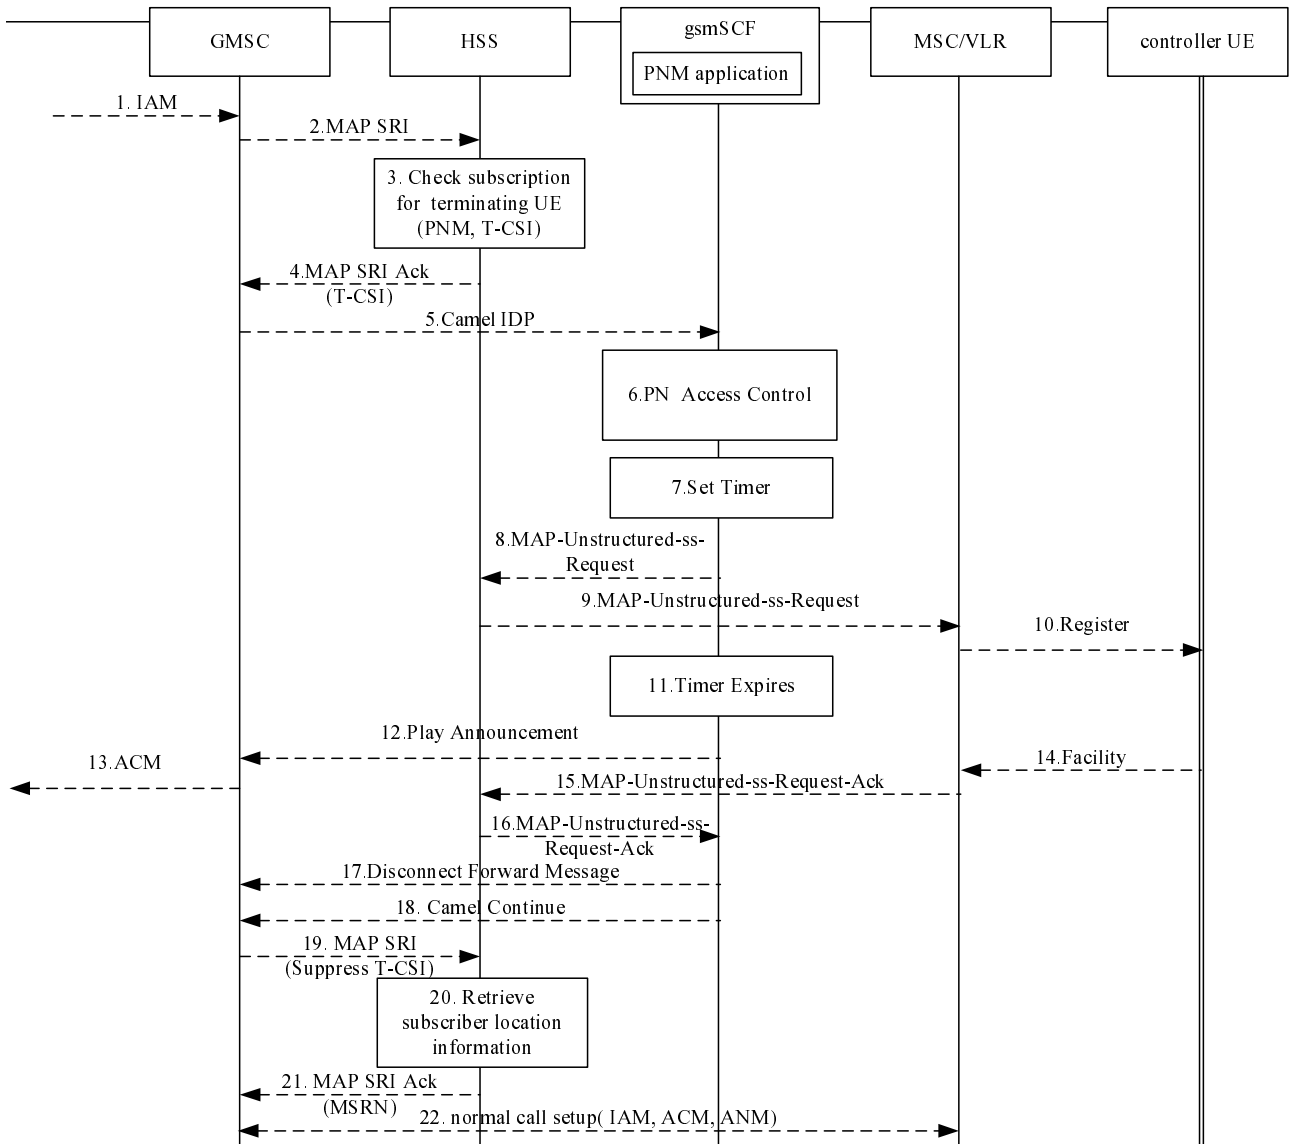 GMSC
HSS
gsmSCF
PNM application
MSC/VLR
controller UE
1. IAM
2.MAP SRI
3. Check subscription
for terminating UE
(PNM, T-CSI)
4.MAP SRI Ack
(T-CSI)
5.Camel IDP
6.PN Access Control
7.Set Timer
8.MAP-Unstructured-ss-
Request
9.MAP-Unstructured-ss-Request
10.Register
11.Timer Expires
12.Play Announcement
13.ACM
14.Facility
15.MAP-Unstructured-ss-Request-Ack
16.MAP-Unstructured-ss-
Request-Ack
17.Disconnect Forward Message
18. Camel Continue
19. MAP SRI
(Suppress T-CSI)
20. Retrieve
subscriber location
information
21. MAP SRI Ack
(MSRN)
22. normal call setup( IAM, ACM, ANM)